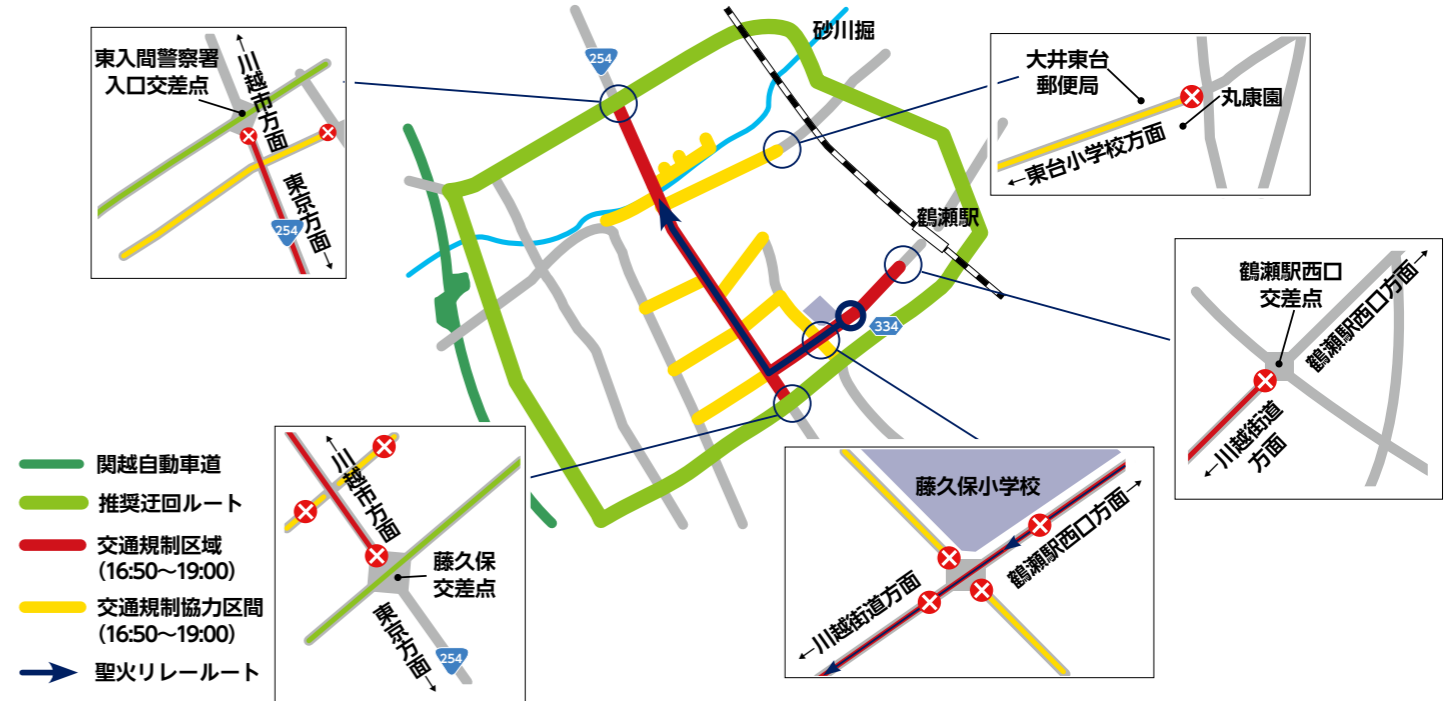 東入間警察署
入口交差点
川越市方面
東京方面
254
254
砂川掘
鶴瀬駅
334
大井東台
郵便局
丸康園
東台小学校方面
鶴瀬駅西口
交差点
鶴瀬駅西口方面
川越街道
方面
関越自動車道
推奨迂回ルート
交通規制区域
(16:50〜19:00)
交通規制協力区間
(16:50〜19:00)
聖火リレールート
川越市方面
藤久保
交差点
東京方面
254
藤久保小学校
鶴瀬駅西口方面
川越街道方面